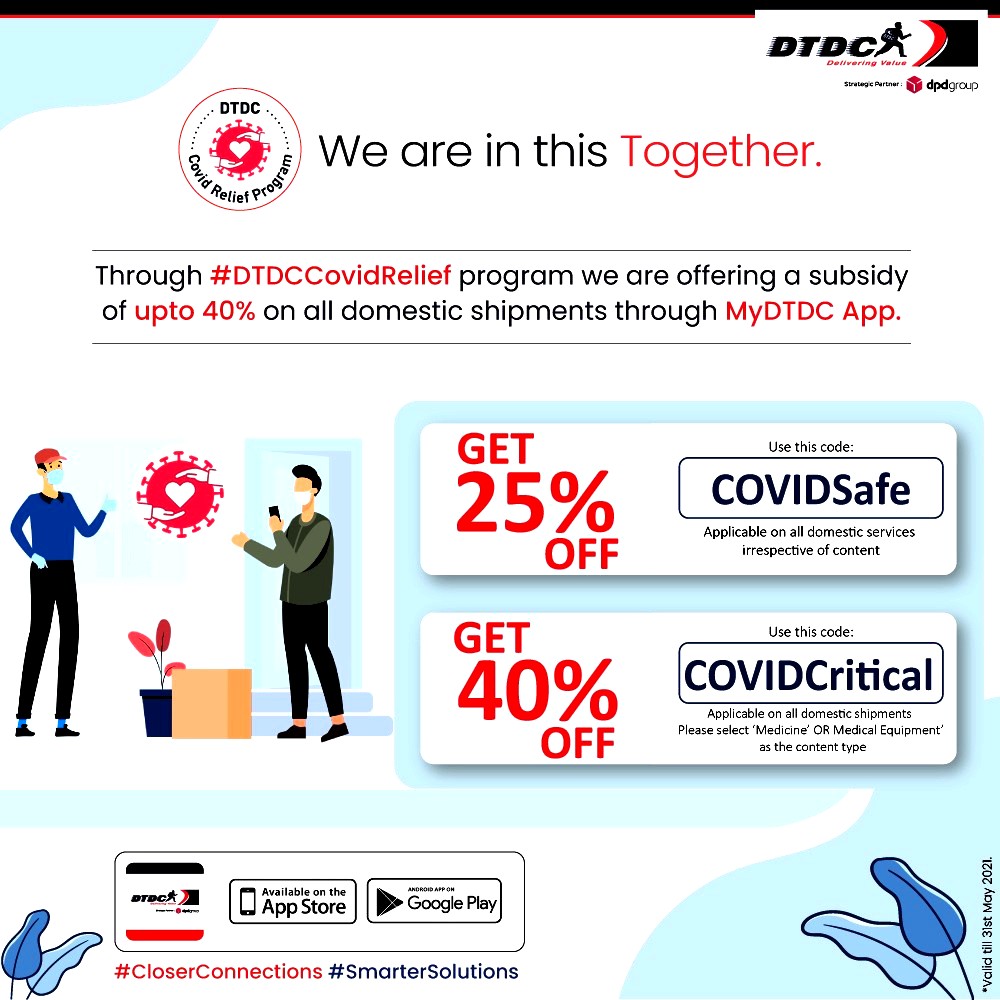 DTDC
Delivering Value
Strategic Partner : dpdgroup
DTDC
Covid Relief Program
We are in this Together.
Through #DTDCCovidRelief program we are offering a subsidy
of upto 40% on all domestic shipments through MyDTDC App.
GET
25%
OFF
Use this code:
COVIDSafe
Applicable on all domestic services
irrespective of content
GET
40%
OFF
Use this code:
COVIDCritical
Applicable on all domestic shipments
Please select ‘Medicine’ OR Medical Equipment’
as the content type
DTDC
Available on the
App Store
ANDROID APP ON
Google Play
#CloserConnections #SmarterSolutions
*Valid till 31st May 2021.